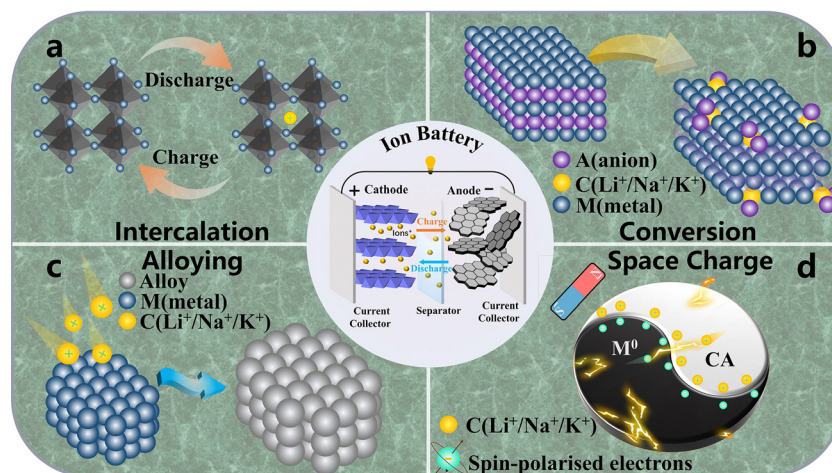 a
Discharge
Charge
Intercalation
b
A(anion)
C(Li⁺/Na⁺/K⁺)
M(metal)
Conversion
Ion Battery
+ Cathode
Anode −
Ions⁺
Charge
Discharge
Current
Collector
Separator
Current
Collector
c
Alloying
Alloy
M(metal)
C(Li⁺/Na⁺/K⁺)
Space Charge
d
N
S
M⁰
CA
C(Li⁺/Na⁺/K⁺)
Spin-polarised electrons